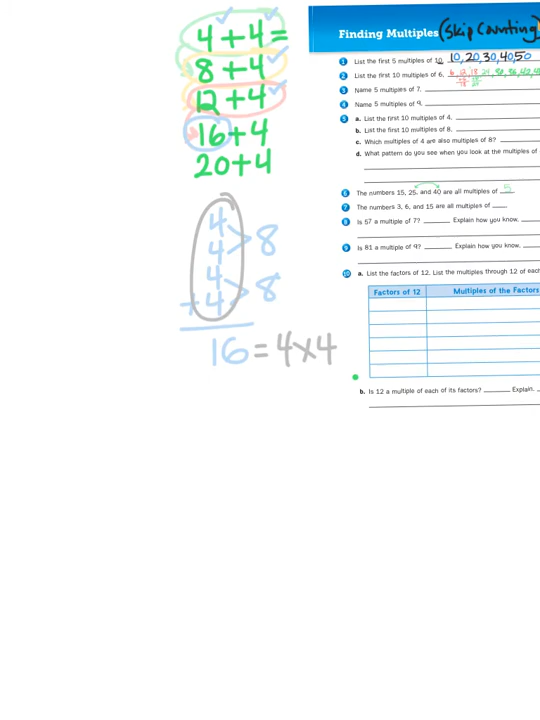 4 + 4 =
8 + 4
12 + 4
16 + 4
20 + 4
4
4 > 8
4
+ 4 > 8
16 = 4 x 4
Finding Multiples (Skip Counting)
1 List the first 5 multiples of 10. 10, 20, 30, 40, 50
2 List the first 10 multiples of 6.
3 Name 5 multiples of 7.
4 Name 5 multiples of 9.
5 a. List the first 10 multiples of 4.
b. List the first 10 multiples of 8.
c. Which multiples of 4 are also multiples of 8?
d. What pattern do you see when you look at the multiples of
6 The numbers 15, 25, and 40 are all multiples of
7 The numbers 3, 6, and 15 are all multiples of
8 Is 57 a multiple of 7? Explain how you know.
9 Is 81 a multiple of 9? Explain how you know.
10 a. List the factors of 12. List the multiples through 12 of each
Factors of 12 Multiples of the Factors
b. Is 12 a multiple of each of its factors? Explain.